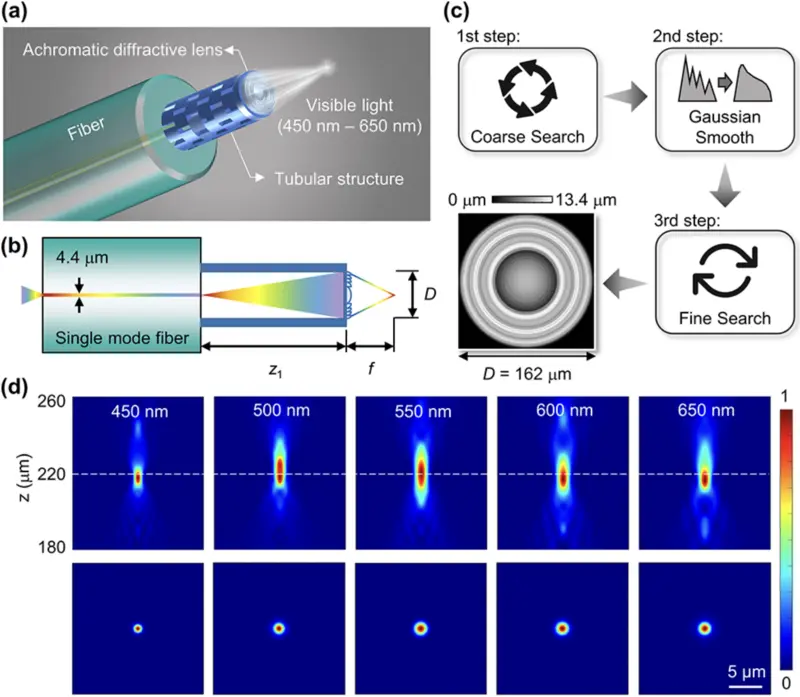 (a)
Achromatic diffractive lens
Fiber
Visible light
(450 nm – 650 nm)
Tubular structure
(b)
4.4 μm
Single mode fiber
D
z₁
f
(c)
1st step:
Coarse Search
2nd step:
Gaussian
Smooth
3rd step:
Fine Search
0 μm
13.4 μm
D = 162 μm
(d)
260
220
180
z (μm)
450 nm
500 nm
550 nm
600 nm
650 nm
1
0
5 μm